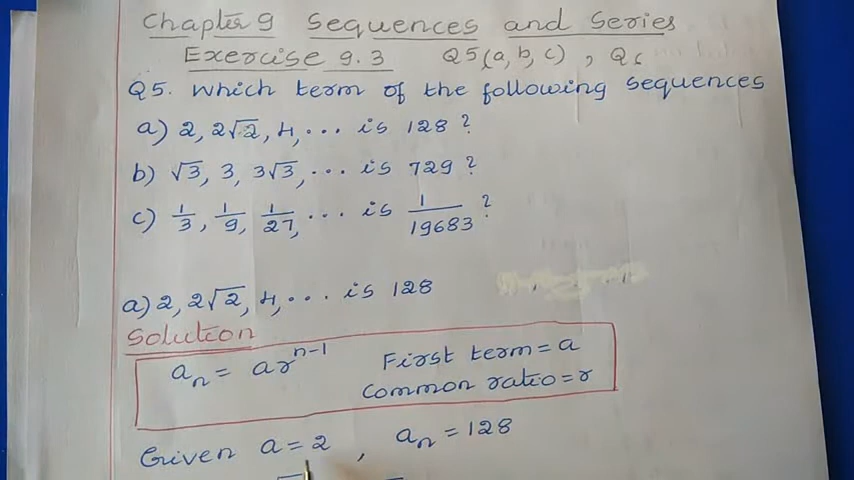 Chapter 9 Sequences and Series
Exercise 9.3 Q5(a, b, c), Q6
Q5. Which term of the following sequences
a) 2, 2√2, 4, ... is 128?
b) √3, 3, 3√3, ... is 729?
c) 1/3, 1/9, 1/27, ... is 1/19683?
a) 2, 2√2, 4, ... is 128
Solution
aₙ = arⁿ⁻¹ First term = a
Common ratio = r
Given a = 2, aₙ = 128